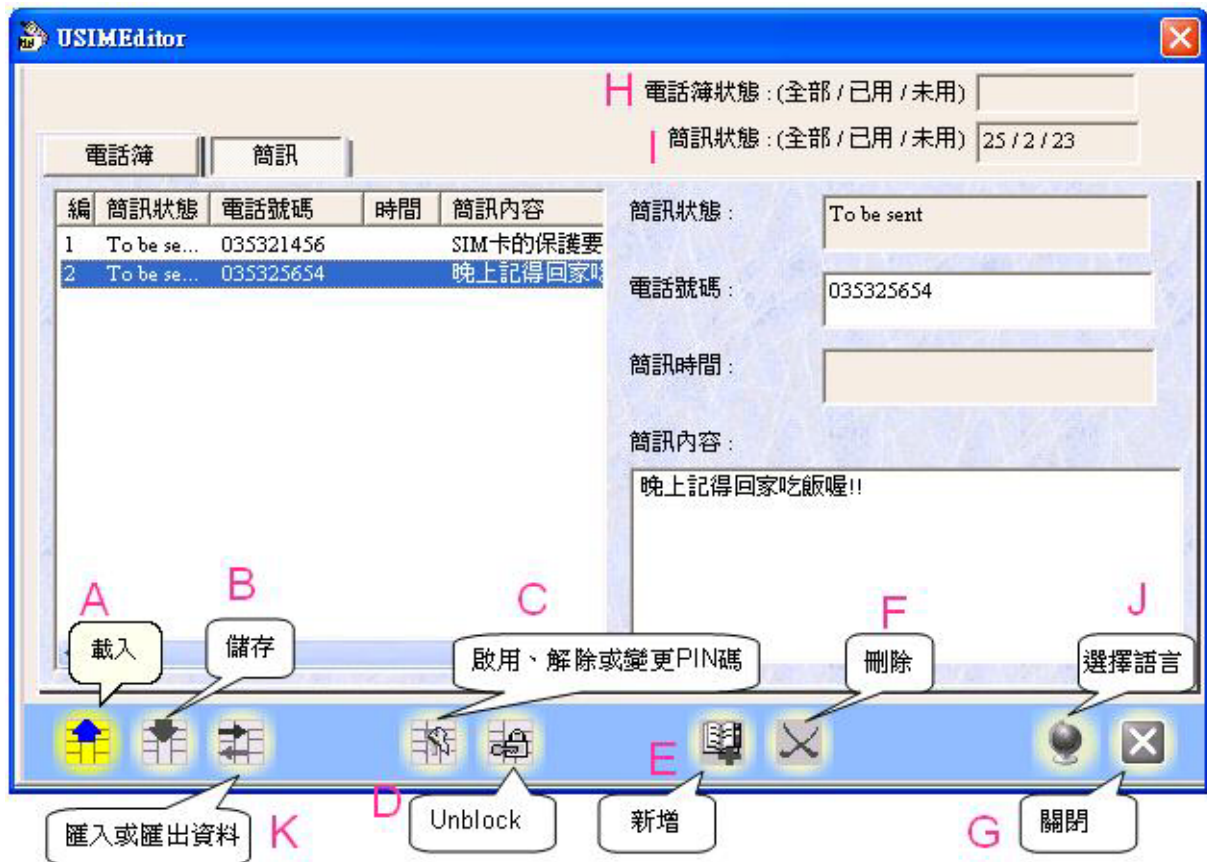 USIMEditor
H 電話簿狀態 : (全部 / 已用 / 未用)
I 簡訊狀態 : (全部 / 已用 / 未用) 25 / 2 / 23
電話簿 簡訊
編 簡訊狀態 電話號碼 時間 簡訊內容
1 To be se... 035321456 SIM卡的保護要
2 To be se... 035325654 晚上記得回家吃
簡訊狀態 : To be sent
電話號碼 : 035325654
簡訊時間 :
簡訊內容 :
晚上記得回家吃飯喔!!
A 載入
B 儲存
C 啟用、解除或變更PIN碼
F 刪除
J 選擇語言
匯入或匯出資料 K
D Unblock
E 新增
G 關閉